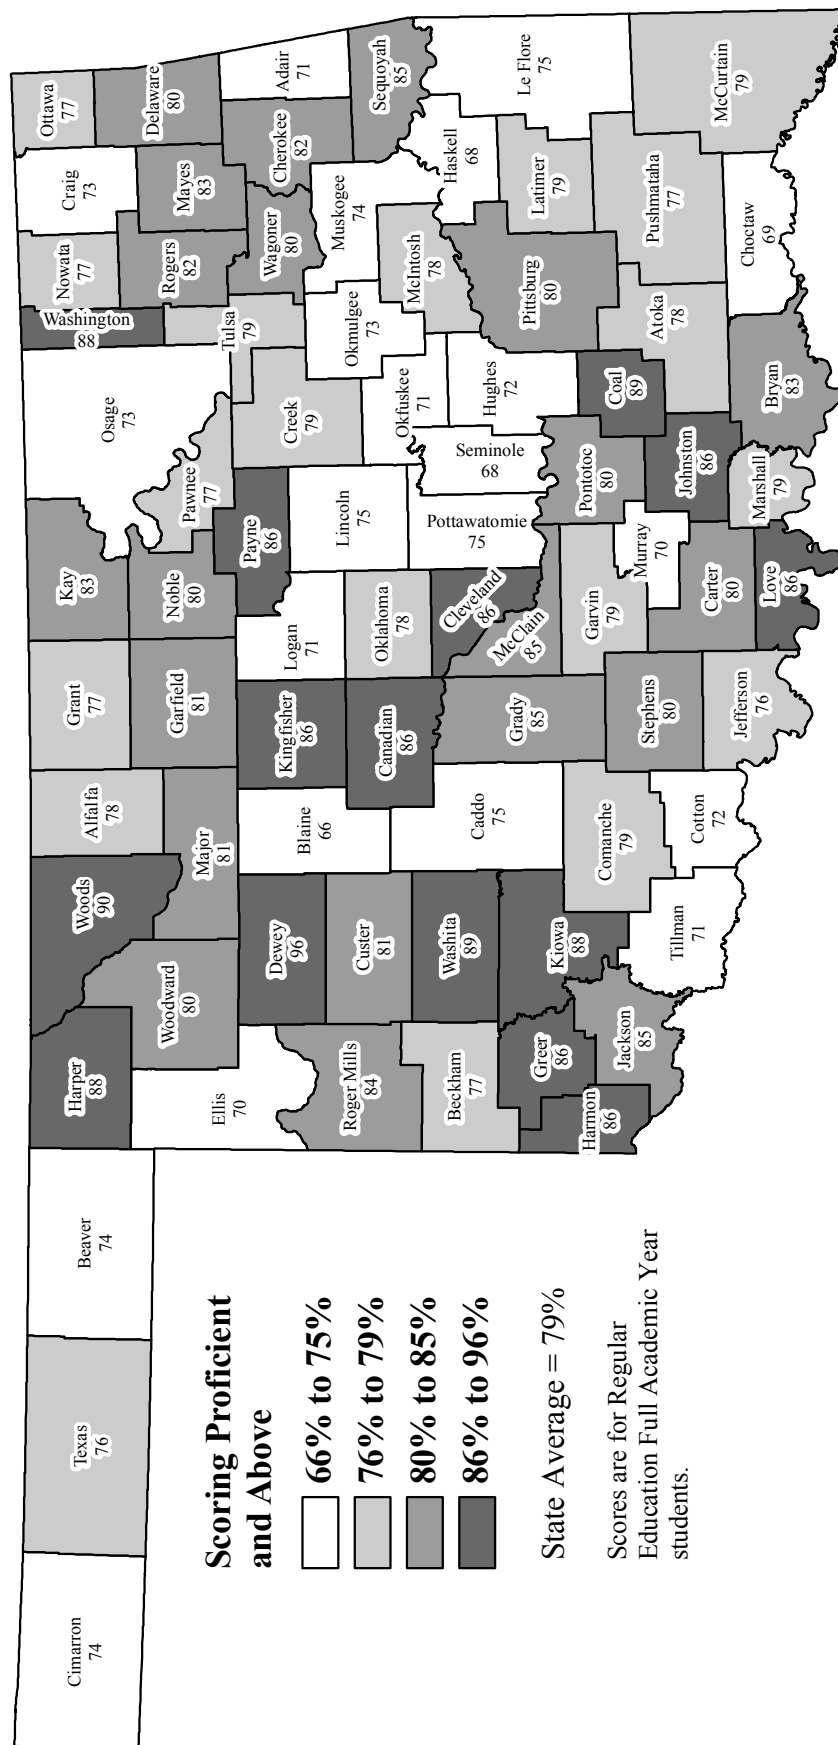 Cimarron
74
Texas
76
Beaver
74
Harper
88
Ellis
70
Woodward
80
Woods
90
Alfalfa
78
Major
81
Grant
77
Garfield
81
Kay
83
Noble
80
Osage
73
Pawnee
77
Washington
88
Nowata
77
Rogers
82
Craig
73
Mayes
83
Ottawa
77
Delaware
80
Adair
71
Cherokee
82
Sequoyah
85
Wagoner
80
Muskogee
74
Tulsa
79
Creek
79
Okmulgee
73
McIntosh
78
Okfuskee
71
Payne
86
Lincoln
75
Logan
71
Oklahoma
78
Kingfisher
86
Canadian
86
Blaine
66
Dewey
96
Custer
81
Roger Mills
84
Beckham
77
Washita
89
Caddo
75
Grady
85
Cleveland
86
McClain
85
Pottawatomie
75
Seminole
68
Hughes
72
Haskell
68
Le Flore
75
Latimer
79
Pittsburg
80
Pontotoc
80
Coal
89
Garvin
79
Murray
70
Johnston
86
Atoka
78
Pushmataha
77
McCurtain
79
Choctaw
69
Bryan
83
Marshall
79
Carter
80
Love
86
Stephens
80
Jefferson
76
Comanche
79
Cotton
72
Tillman
71
Kiowa
88
Greer
86
Jackson
85
Harmon
86
Scoring Proficient
and Above
66% to 75%
76% to 79%
80% to 85%
86% to 96%
State Average = 79%
Scores are for Regular
Education Full Academic Year
students.